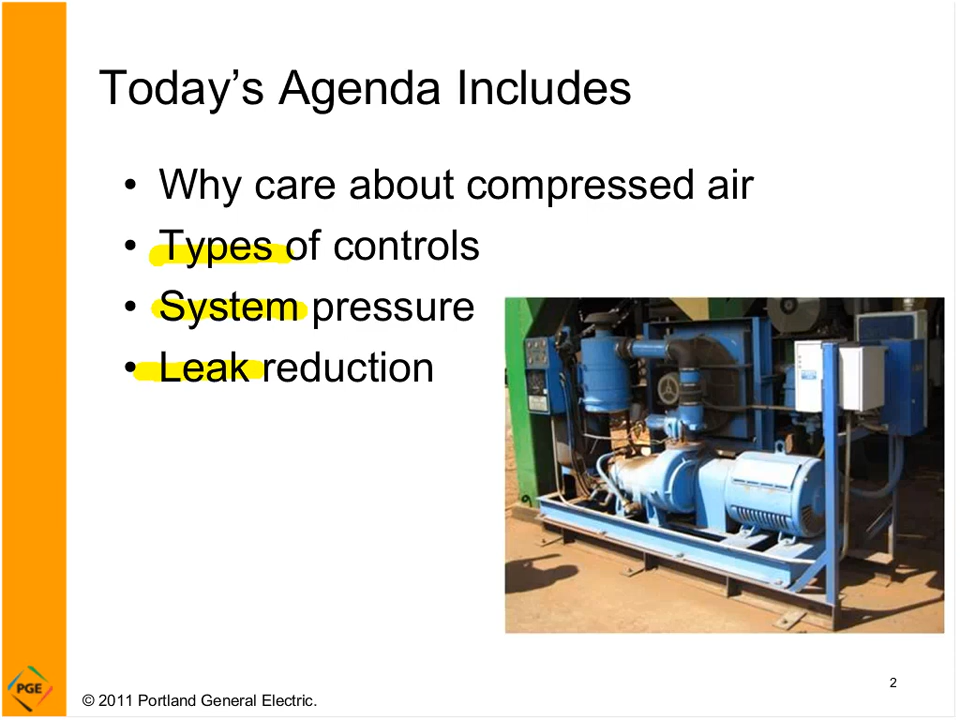 Today’s Agenda Includes
• Why care about compressed air
• Types of controls
• System pressure
• Leak reduction
PGE
© 2011 Portland General Electric.
2